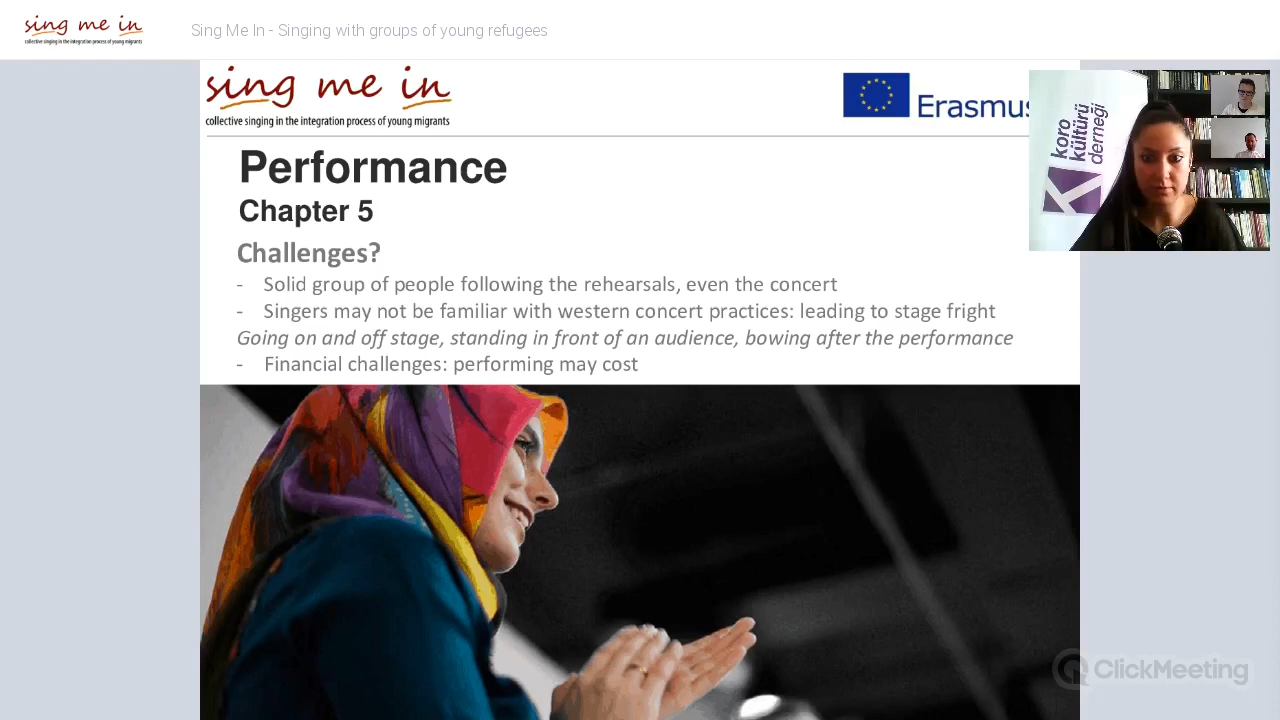 sing me in
collective singing in the integration process of young migrants
Sing Me In - Singing with groups of young refugees
sing me in
collective singing in the integration process of young migrants
Erasmus
koro
kültürü
derneği
Performance
Chapter 5
Challenges?
- Solid group of people following the rehearsals, even the concert
- Singers may not be familiar with western concert practices: leading to stage fright
Going on and off stage, standing in front of an audience, bowing after the performance
- Financial challenges: performing may cost
ClickMeeting